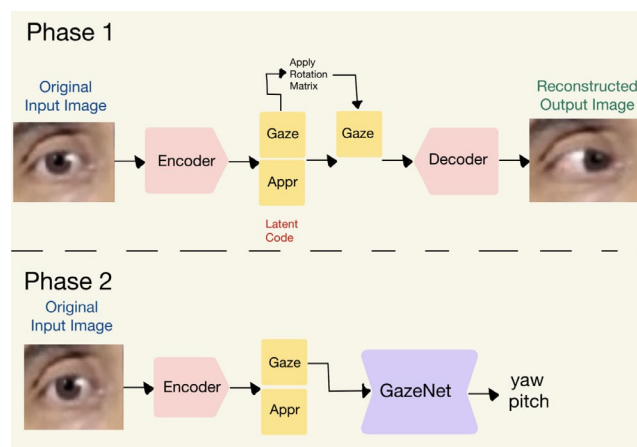 Phase 1
Original
Input Image
Encoder
Gaze
Appr
Latent
Code
Apply
Rotation
Matrix
Gaze
Decoder
Reconstructed
Output Image
Phase 2
Original
Input Image
Encoder
Gaze
Appr
GazeNet
yaw
pitch